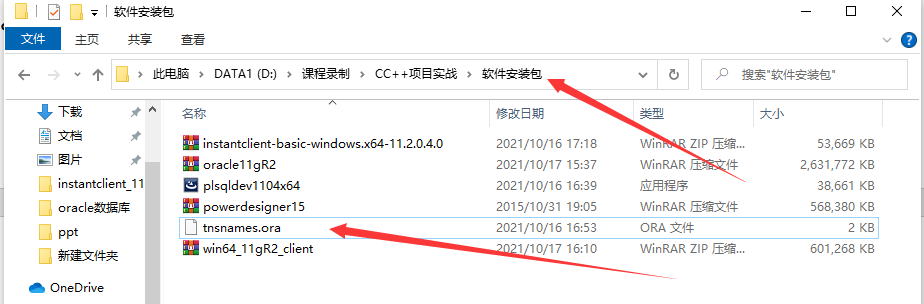 软件安装包
文件 主页 共享 查看
此电脑 > DATA1 (D:) > 课程录制 > CC++项目实战 > 软件安装包 搜索"软件安装包"
名称 修改日期 类型 大小
下载
文档
图片
instantclient_11
oracle数据库
ppt
新建文件夹
OneDrive
instantclient-basic-windows.x64-11.2.0.4.0 2021/10/16 17:18 WinRAR ZIP 压缩... 53,669 KB
oracle11gR2 2021/10/17 15:37 WinRAR 压缩文件 2,631,772 KB
plsqldev1104x64 2021/10/16 16:39 应用程序 38,661 KB
powerdesigner15 2015/10/31 19:05 WinRAR 压缩文件 568,380 KB
tnsnames.ora 2021/10/16 16:53 ORA 文件 2 KB
win64_11gR2_client 2021/10/17 16:10 WinRAR ZIP 压缩... 601,268 KB